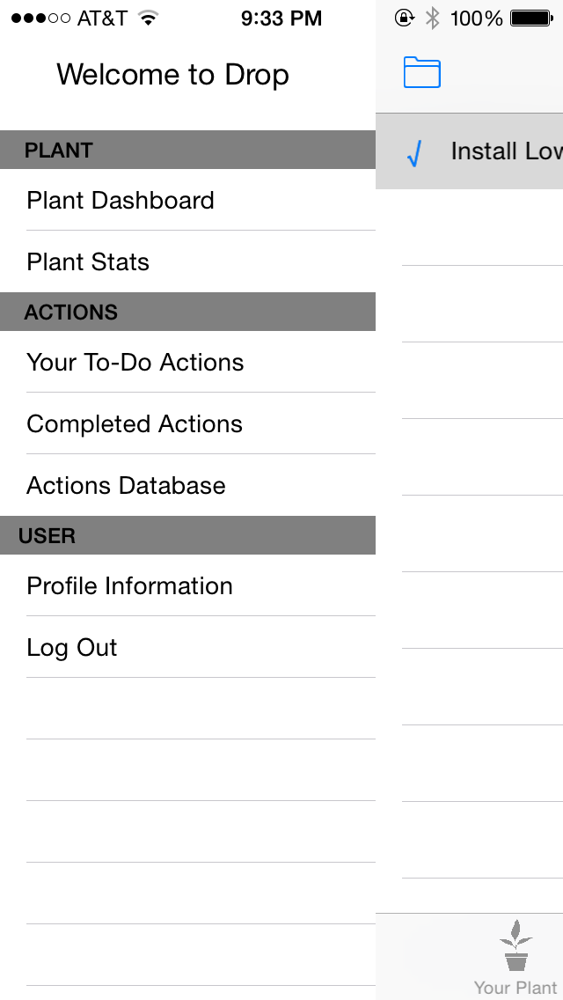 AT&T 9:33 PM 100%
Welcome to Drop
PLANT
Plant Dashboard
Plant Stats
ACTIONS
Your To-Do Actions
Completed Actions
Actions Database
USER
Profile Information
Log Out
√ Install Low
Your Plant